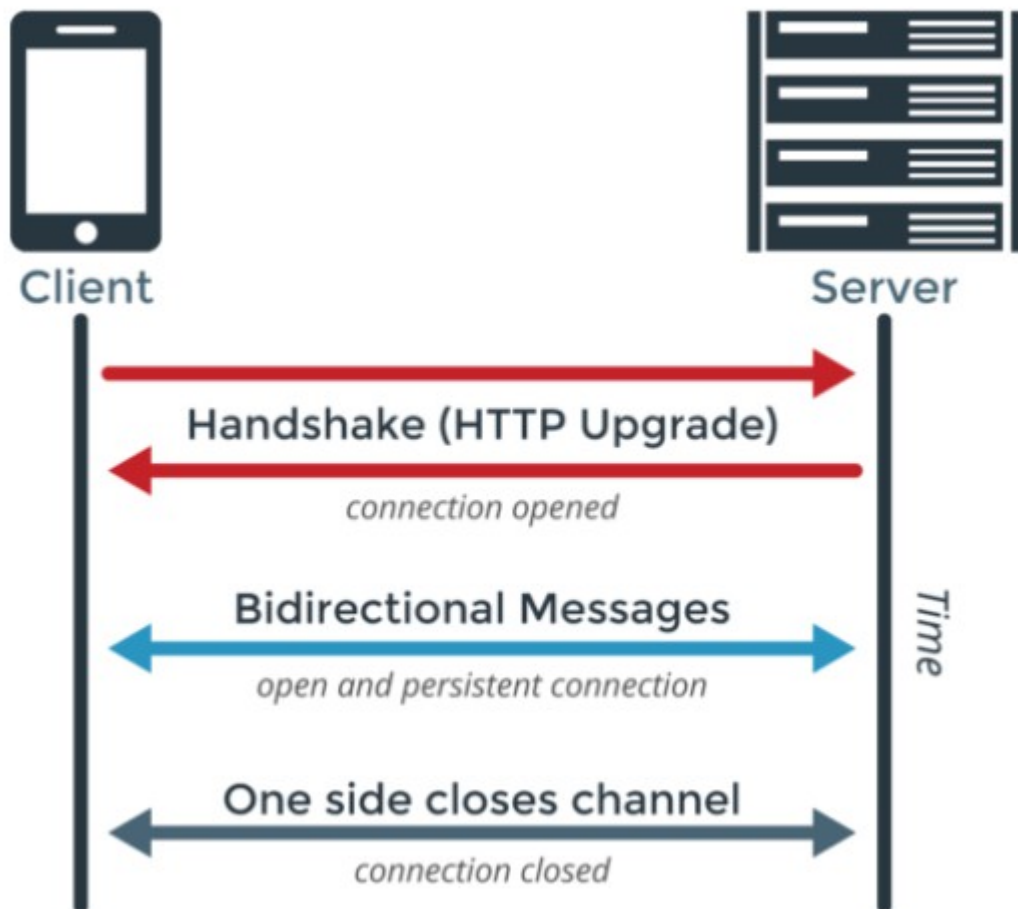 Client
Server
Handshake (HTTP Upgrade)
connection opened
Bidirectional Messages
open and persistent connection
Time
One side closes channel
connection closed